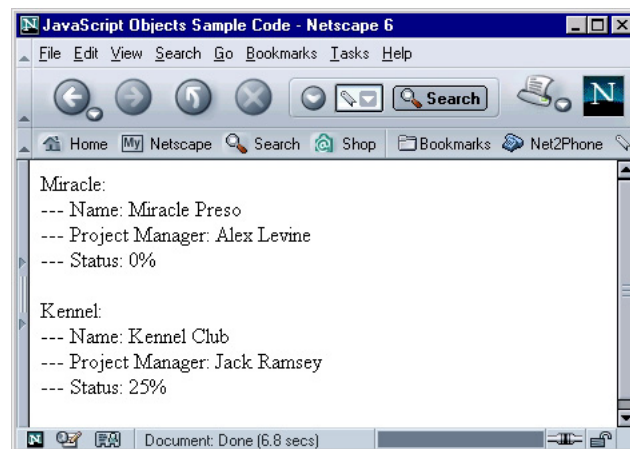 JavaScript Objects Sample Code - Netscape 6
File Edit View Search Go Bookmarks Tasks Help
Search N
Home My Netscape Search Shop Bookmarks Net2Phone
Miracle:
--- Name: Miracle Preso
--- Project Manager: Alex Levine
--- Status: 0%
Kennel:
--- Name: Kennel Club
--- Project Manager: Jack Ramsey
--- Status: 25%
Document: Done (6.8 secs)